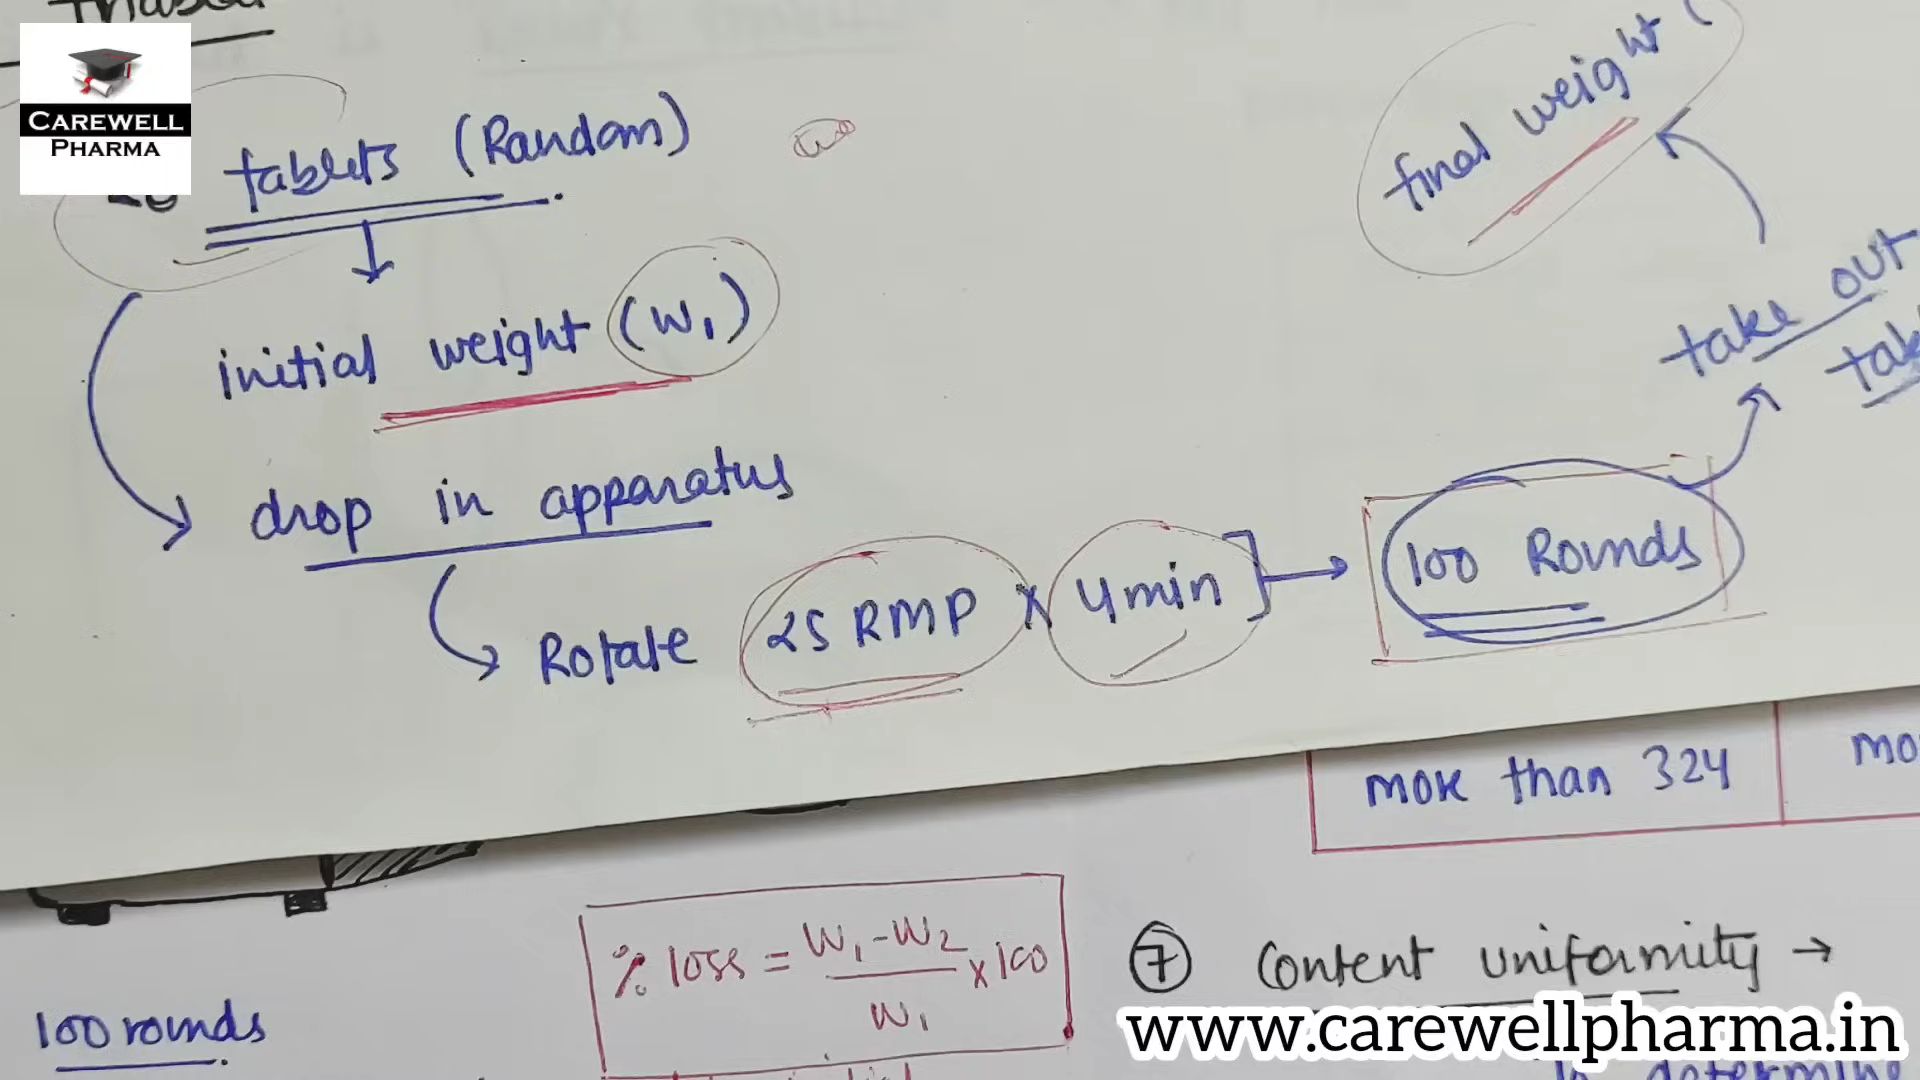 CAREWELL
PHARMA
tablets (Random)
initial weight (W1)
drop in apparatus
Rotate 25 RMP x 4min] → 100 Rounds
take out
final weight (
more than 324
% loss = W1-W2 x 100
W1
7 Content uniformity →
100 rounds
www.carewellpharma.in